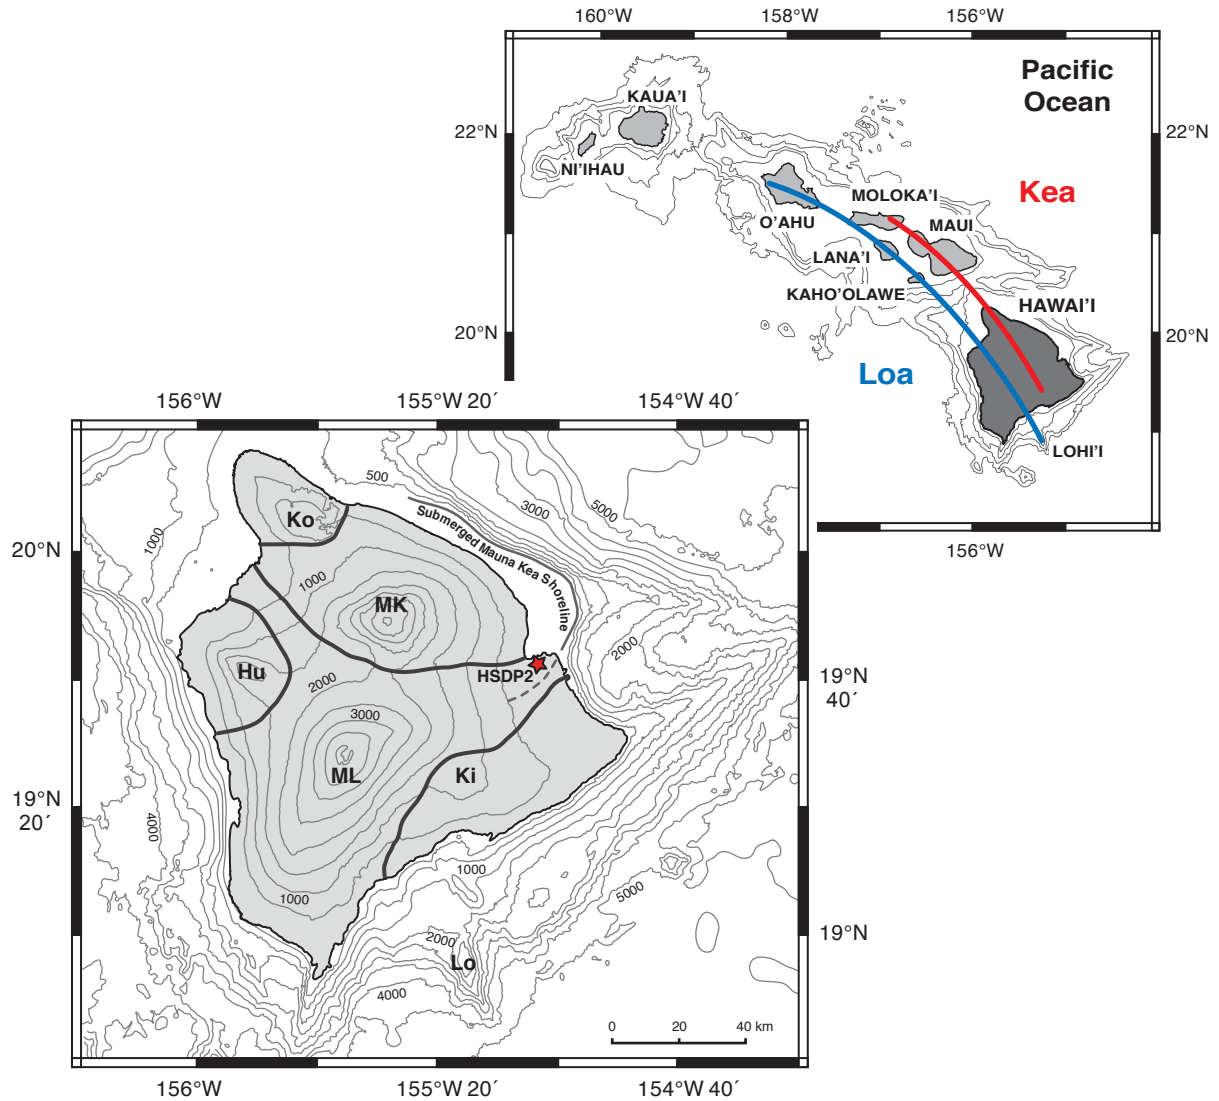 160°W 158°W 156°W
Pacific
Ocean
KAUA'I
22°N 22°N
NI'IHAU
Kea
MOLOKA'I
O'AHU
MAUI
LANA'I
KAHO'OLAWE
HAWAI'I
20°N 20°N
Loa
LOHI'I
156°W
156°W 155°W 20´ 154°W 40´
500
3000
5000
1000
Ko
Submerged Mauna Kea Shoreline
20°N
1000
MK
2000
Hu
HSDP2
2000
19°N
40´
3000
ML
Ki
19°N
20´
4000
1000
5000
1000
2000
19°N
Lo
4000
0 20 40 km
156°W 155°W 20´ 154°W 40´